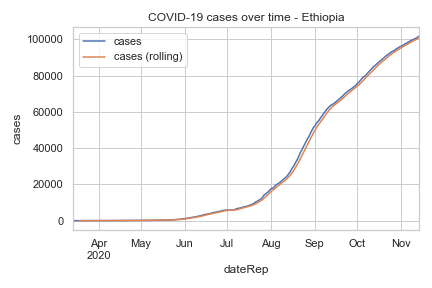 COVID-19 cases over time - Ethiopia
cases
cases (rolling)
100000
80000
60000
40000
20000
0
cases
Apr May Jun Jul Aug Sep Oct Nov
2020
dateRep